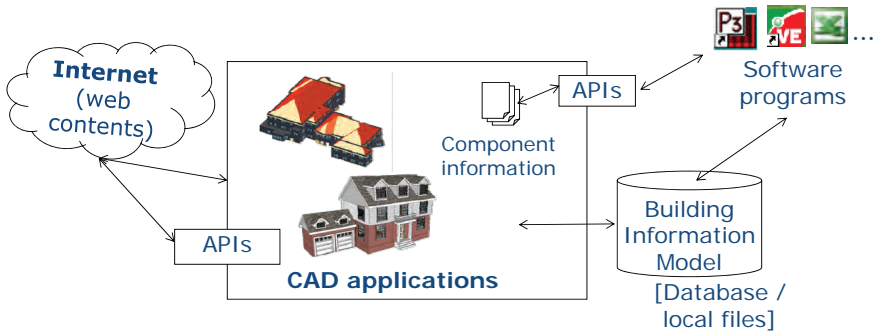 Internet
(web
contents)
APIs
CAD applications
Component
information
APIs
P3
VE
...
Software
programs
Building
Information
Model
[Database /
local files]